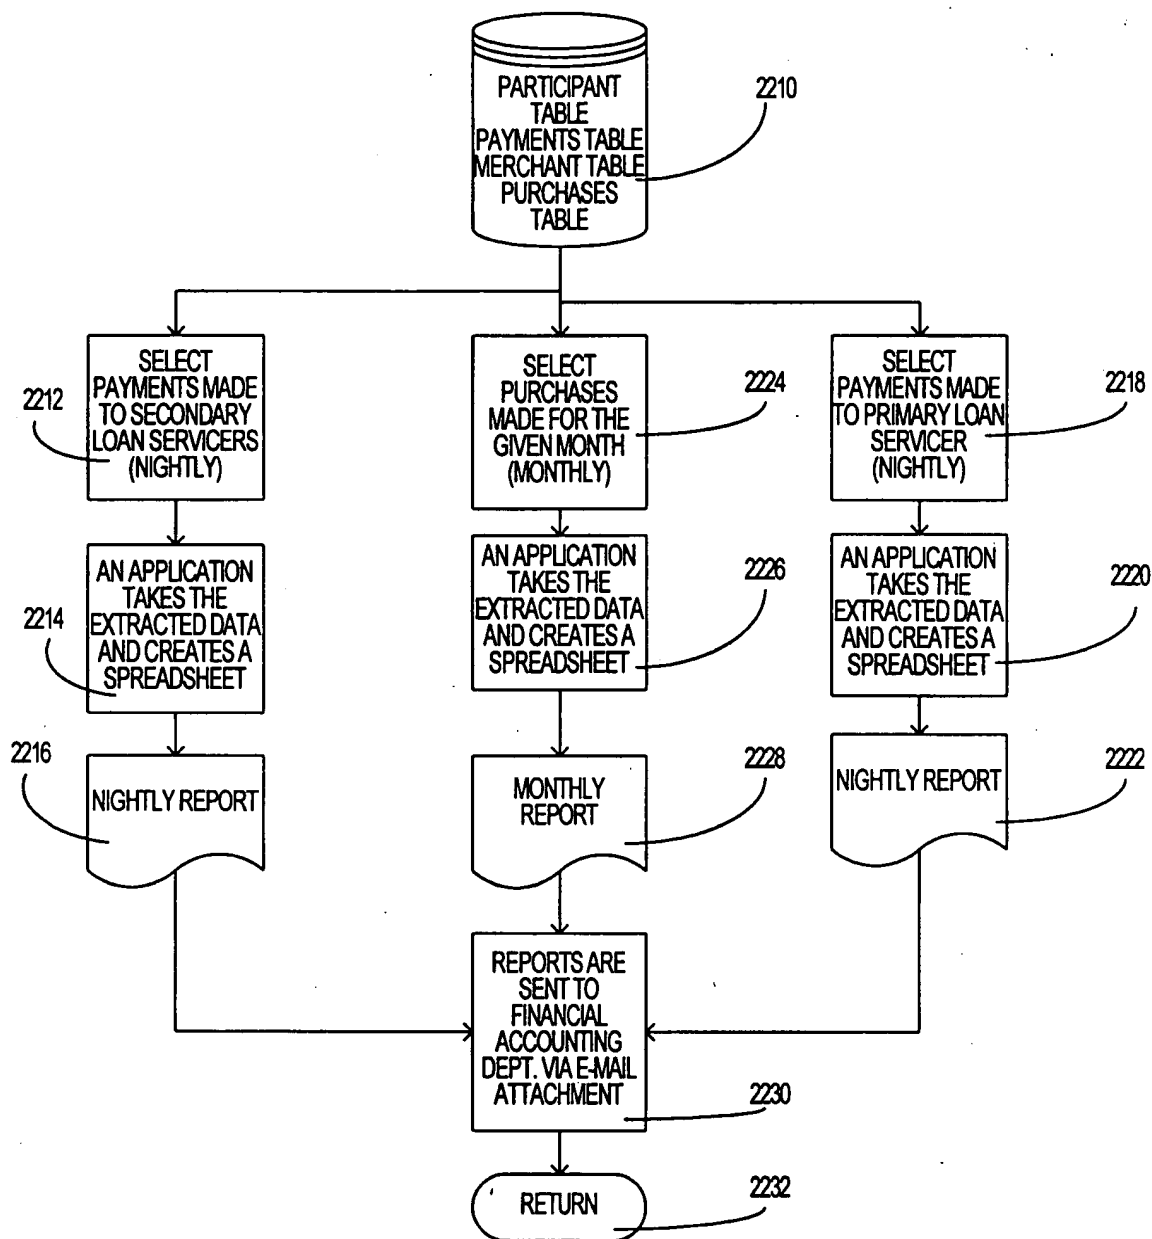 PARTICIPANT
TABLE
PAYMENTS TABLE
MERCHANT TABLE
PURCHASES
TABLE
2210
SELECT
PAYMENTS MADE
TO SECONDARY
LOAN SERVICERS
(NIGHTLY)
2212
SELECT
PURCHASES
MADE FOR THE
GIVEN MONTH
(MONTHLY)
2224
SELECT
PAYMENTS MADE
TO PRIMARY LOAN
SERVICER
(NIGHTLY)
2218
AN APPLICATION
TAKES THE
EXTRACTED DATA
AND CREATES A
SPREADSHEET
2214
AN APPLICATION
TAKES THE
EXTRACTED DATA
AND CREATES A
SPREADSHEET
2226
AN APPLICATION
TAKES THE
EXTRACTED DATA
AND CREATES A
SPREADSHEET
2220
2216
NIGHTLY REPORT
MONTHLY
REPORT
2228
NIGHTLY REPORT
2222
REPORTS ARE
SENT TO
FINANCIAL
ACCOUNTING
DEPT. VIA E-MAIL
ATTACHMENT
2230
RETURN
2232